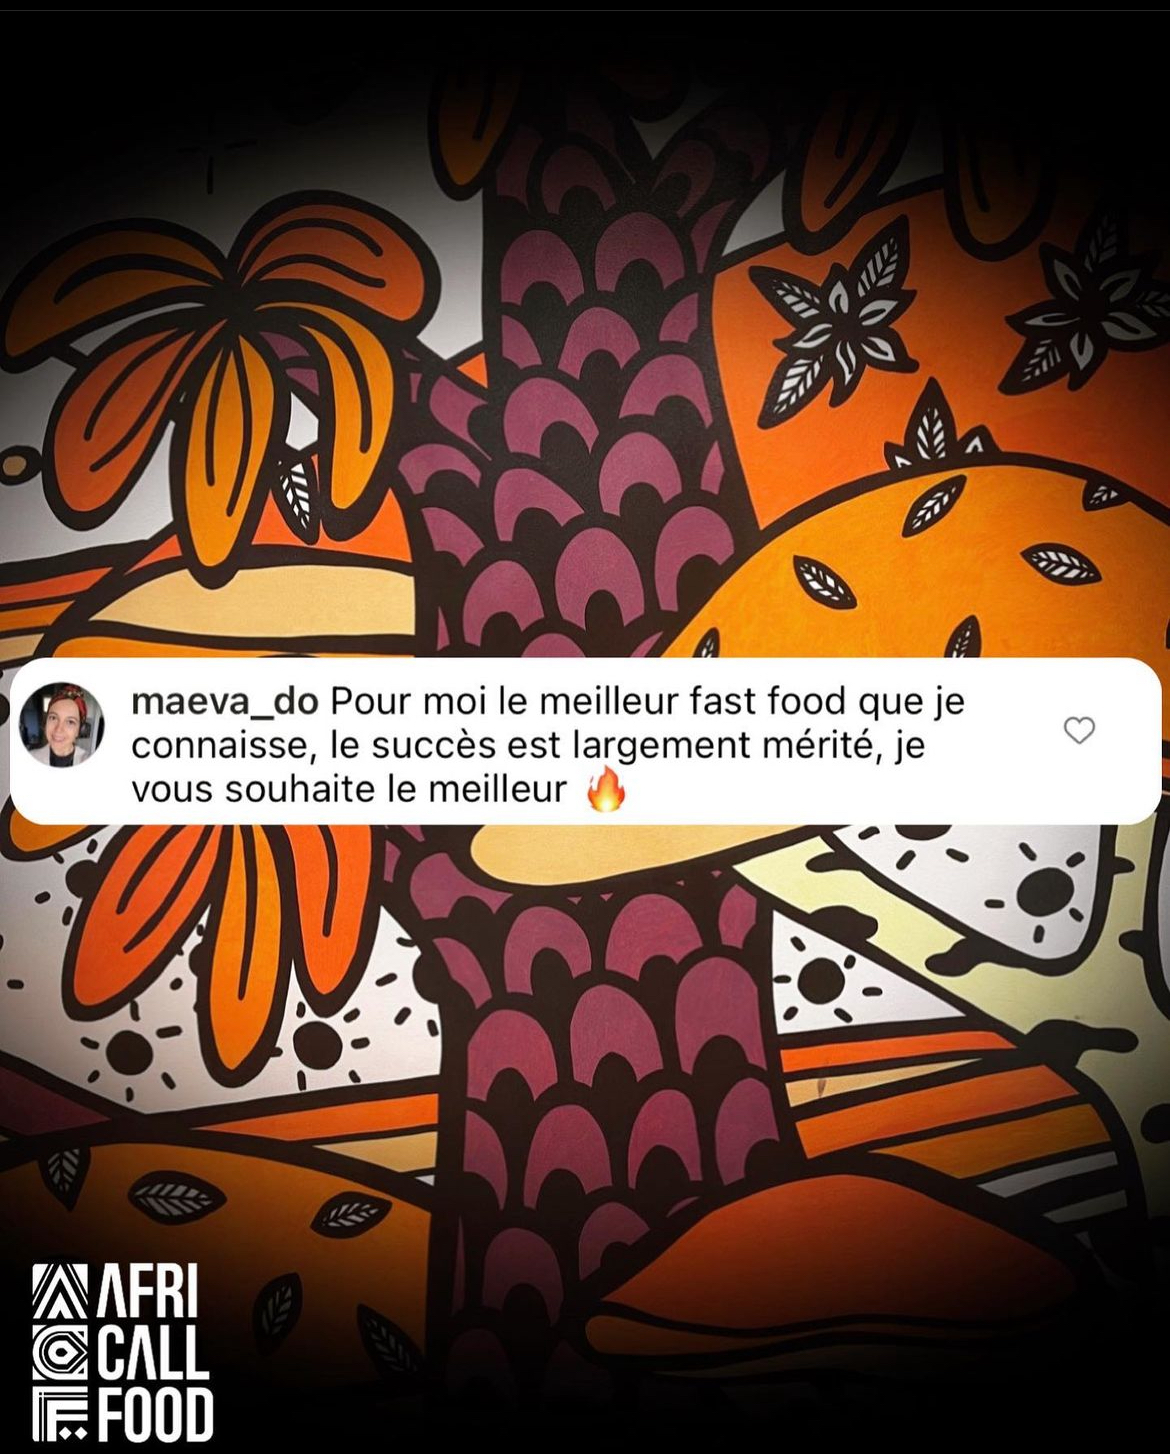 maeva_do Pour moi le meilleur fast food que je
connaisse, le succès est largement mérité, je
vous souhaite le meilleur 🔥
AFRI
CALL
FOOD